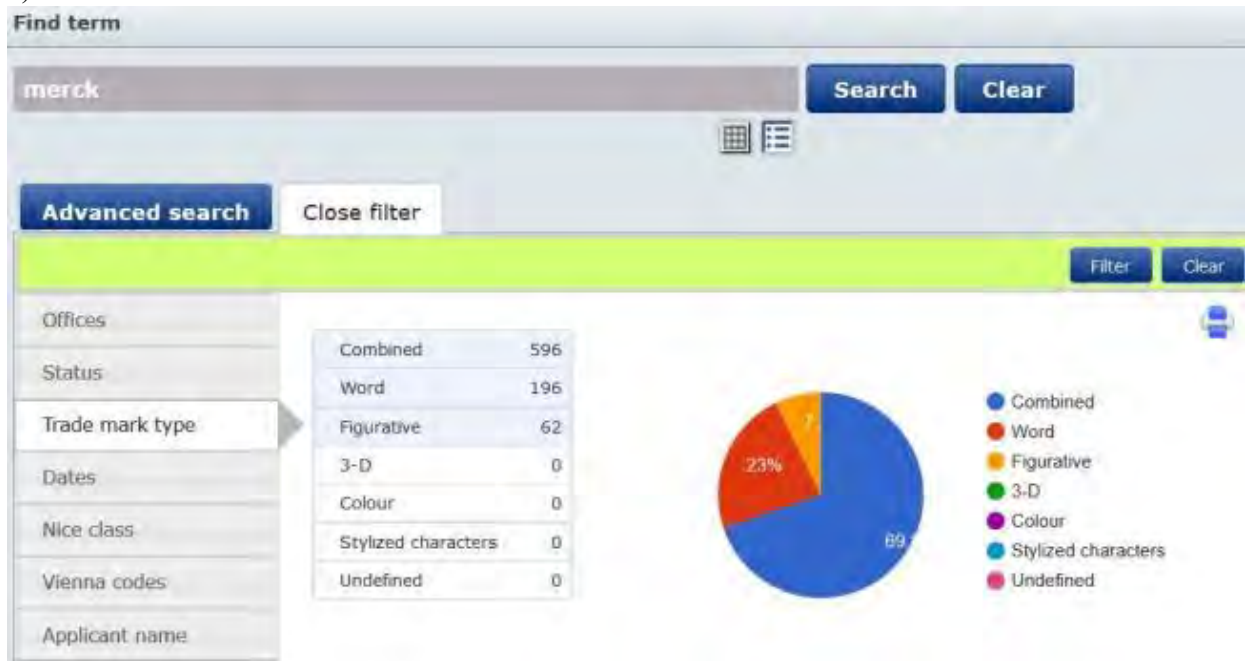 Find term
merck
Search
Clear
Advanced search
Close filter
Filter
Clear
Offices
Status
Trade mark type
Dates
Nice class
Vienna codes
Applicant name
Combined 596
Word 196
Figurative 62
3-D 0
Colour 0
Stylized characters 0
Undefined 0
23%
7
69.
Combined
Word
Figurative
3-D
Colour
Stylized characters
Undefined